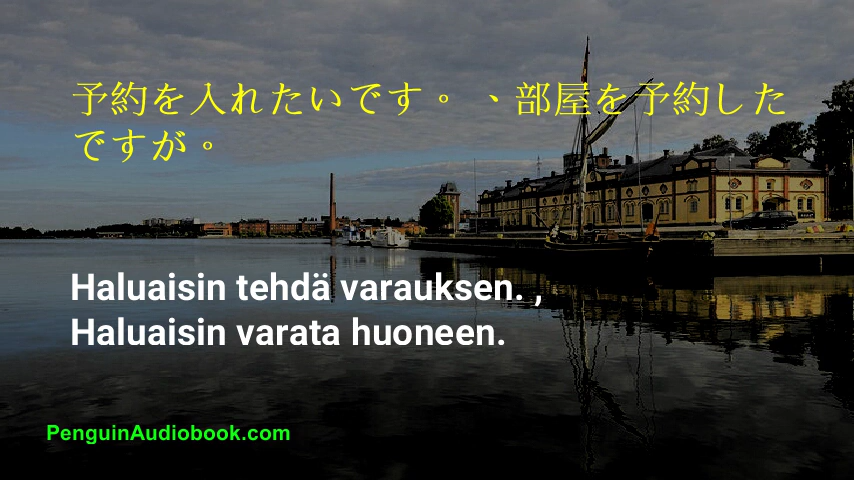 予約を入れたいです。 、部屋を予約した
ですが。
Haluaisin tehdä varauksen. ,
Haluaisin varata huoneen.
PenguinAudiobook.com